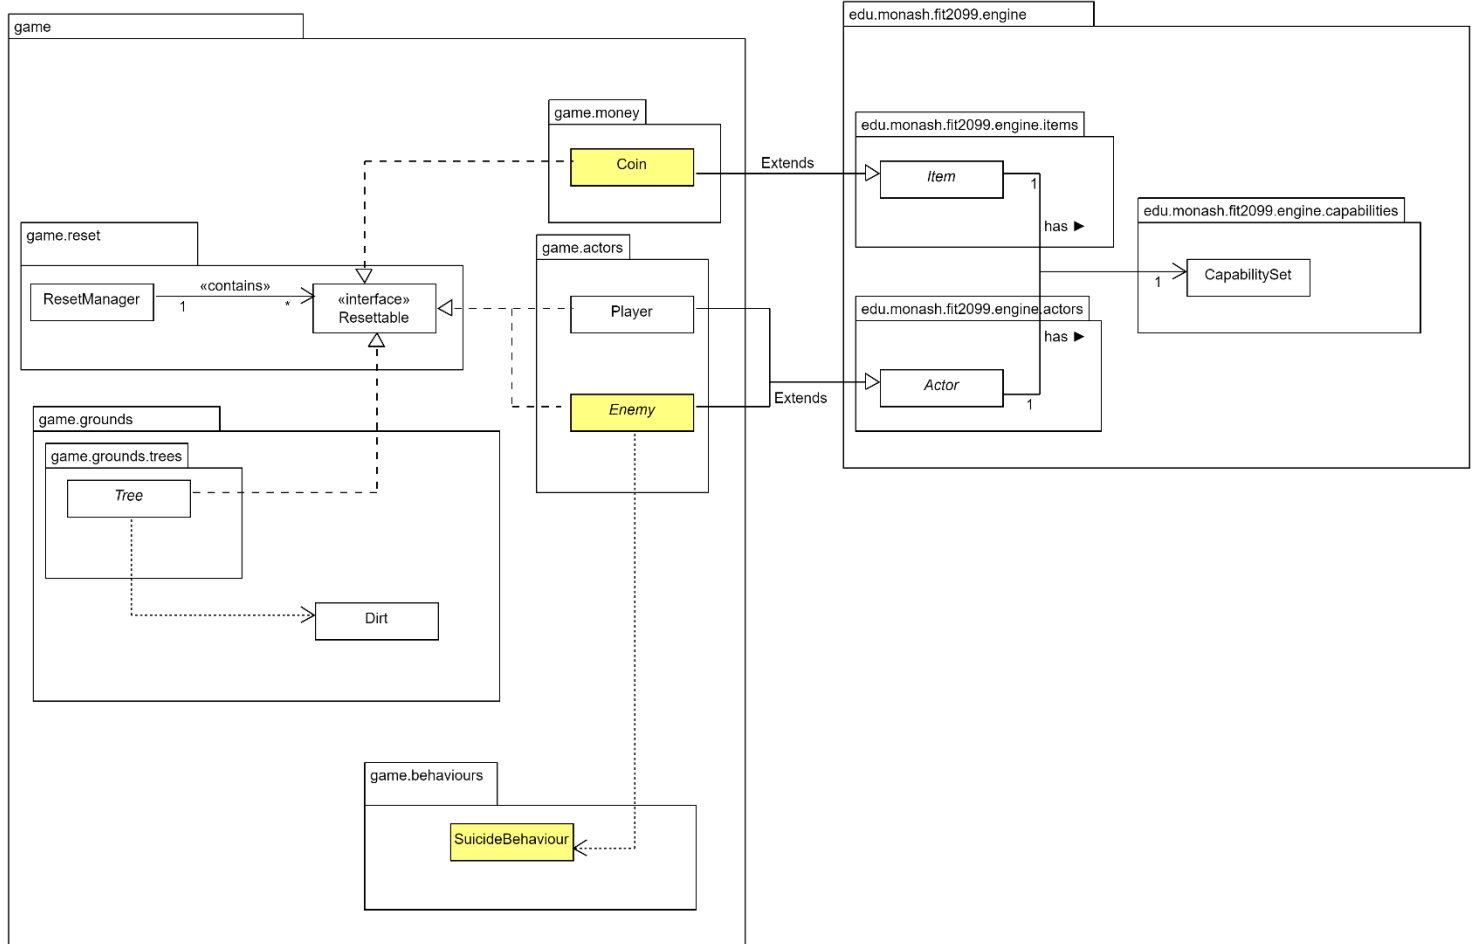 game
edu.monash.fit2099.engine
game.money
Coin
Extends
edu.monash.fit2099.engine.items
Item
1
has ►
edu.monash.fit2099.engine.capabilities
CapabilitySet
1
game.reset
ResetManager
1
«contains»
*
«interface»
Resettable
game.actors
Player
Enemy
Extends
edu.monash.fit2099.engine.actors
has ►
Actor
1
game.grounds
game.grounds.trees
Tree
Dirt
game.behaviours
SuicideBehaviour